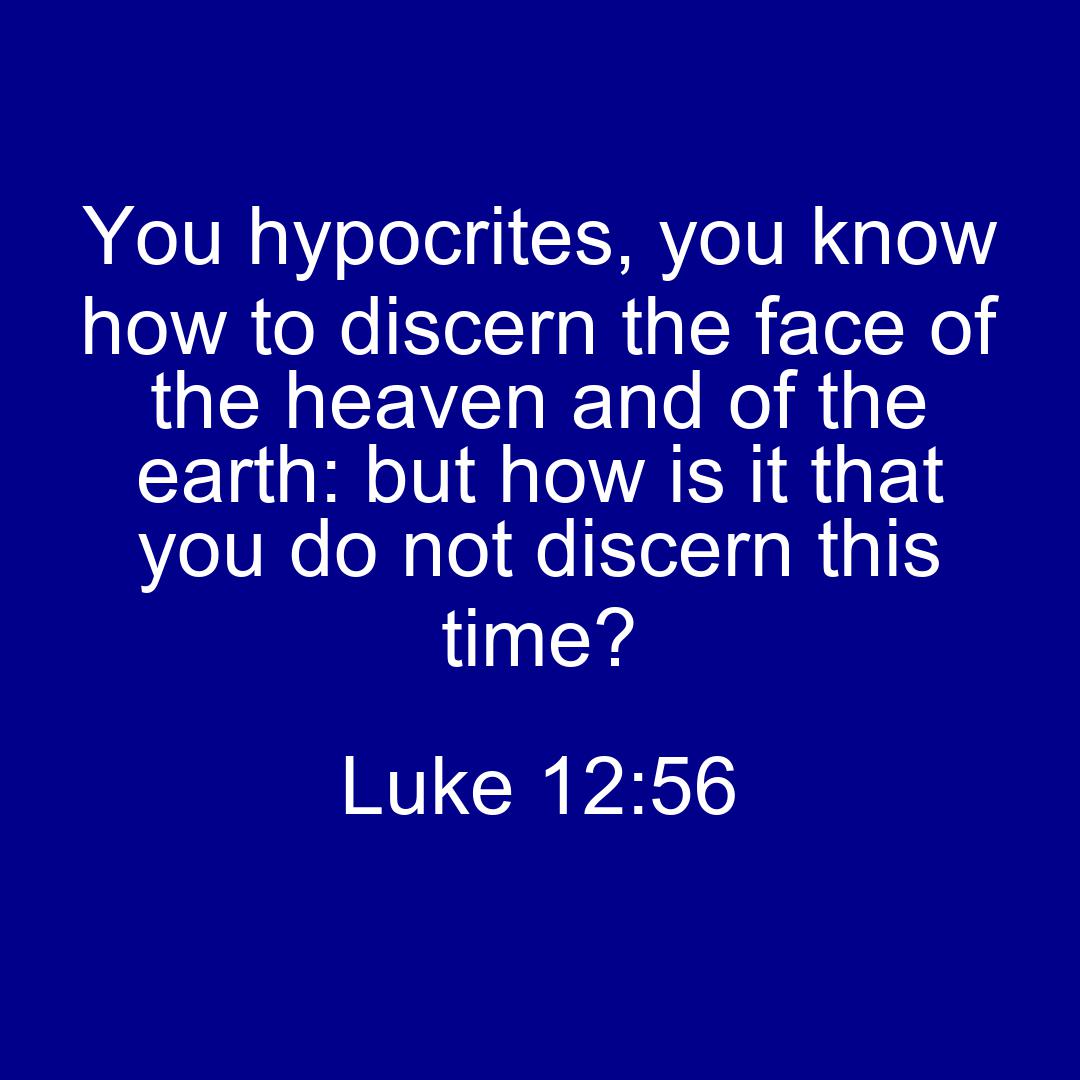 You hypocrites, you know
how to discern the face of
the heaven and of the
earth: but how is it that
you do not discern this
time?
Luke 12:56